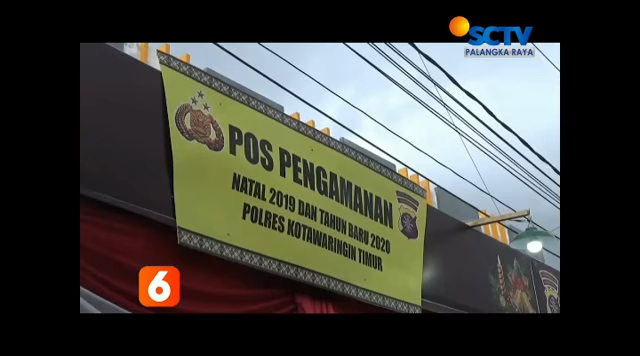 SCTV
PALANGKA RAYA
POS PENGAMANAN
NATAL 2019 DAN TAHUN BARU 2020
POLRES KOTAWARINGIN TIMUR
6